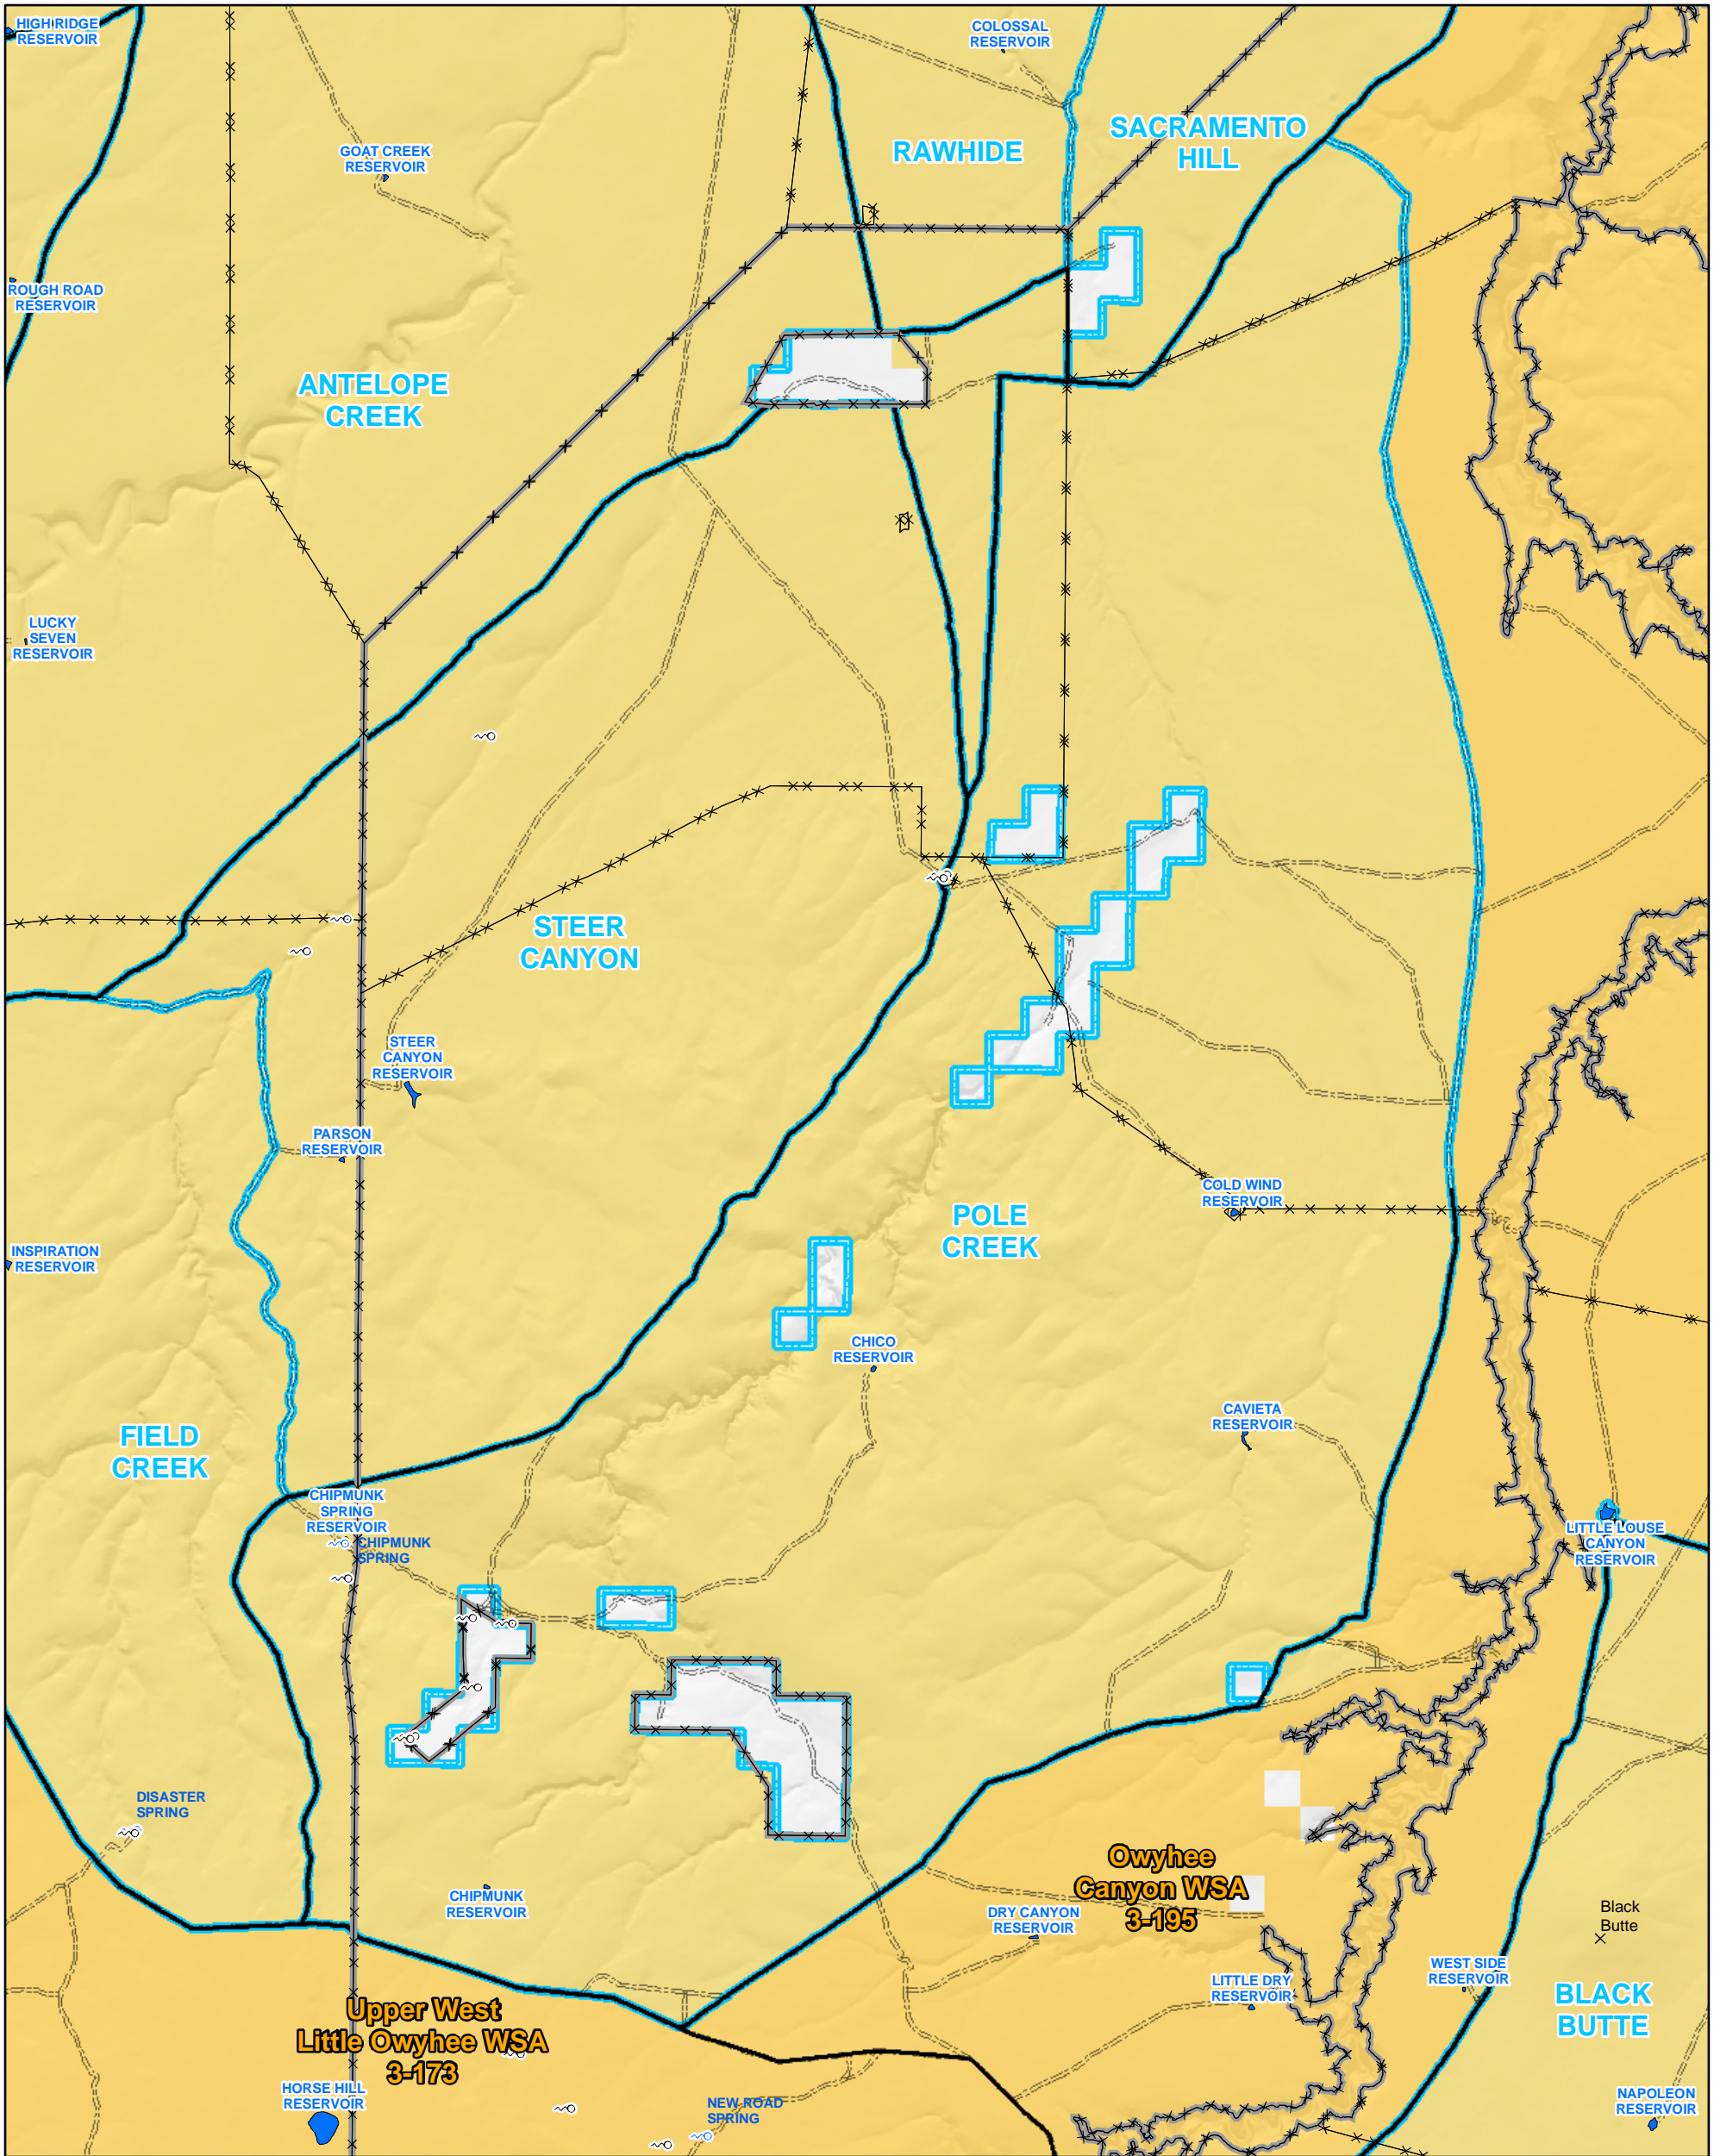 HIGH RIDGE
RESERVOIR
COLOSSAL
RESERVOIR
SACRAMENTO
HILL
RAWHIDE
GOAT CREEK
RESERVOIR
ROUGH ROAD
RESERVOIR
ANTELOPE
CREEK
LUCKY
SEVEN
RESERVOIR
STEER
CANYON
STEER
CANYON
RESERVOIR
PARSON
RESERVOIR
COLD WIND
RESERVOIR
POLE
CREEK
INSPIRATION
RESERVOIR
CHICO
RESERVOIR
CAVIETA
RESERVOIR
FIELD
CREEK
CHIPMUNK
SPRING
RESERVOIR
CHIPMUNK
SPRING
LITTLE LOUSE
CANYON
RESERVOIR
DISASTER
SPRING
Owyhee
Canyon WSA
3-195
CHIPMUNK
RESERVOIR
DRY CANYON
RESERVOIR
Black
Butte
WEST SIDE
RESERVOIR
LITTLE DRY
RESERVOIR
BLACK
BUTTE
Upper West
Little Owyhee WSA
3-173
HORSE HILL
RESERVOIR
NEW ROAD
SPRING
NAPOLEON
RESERVOIR